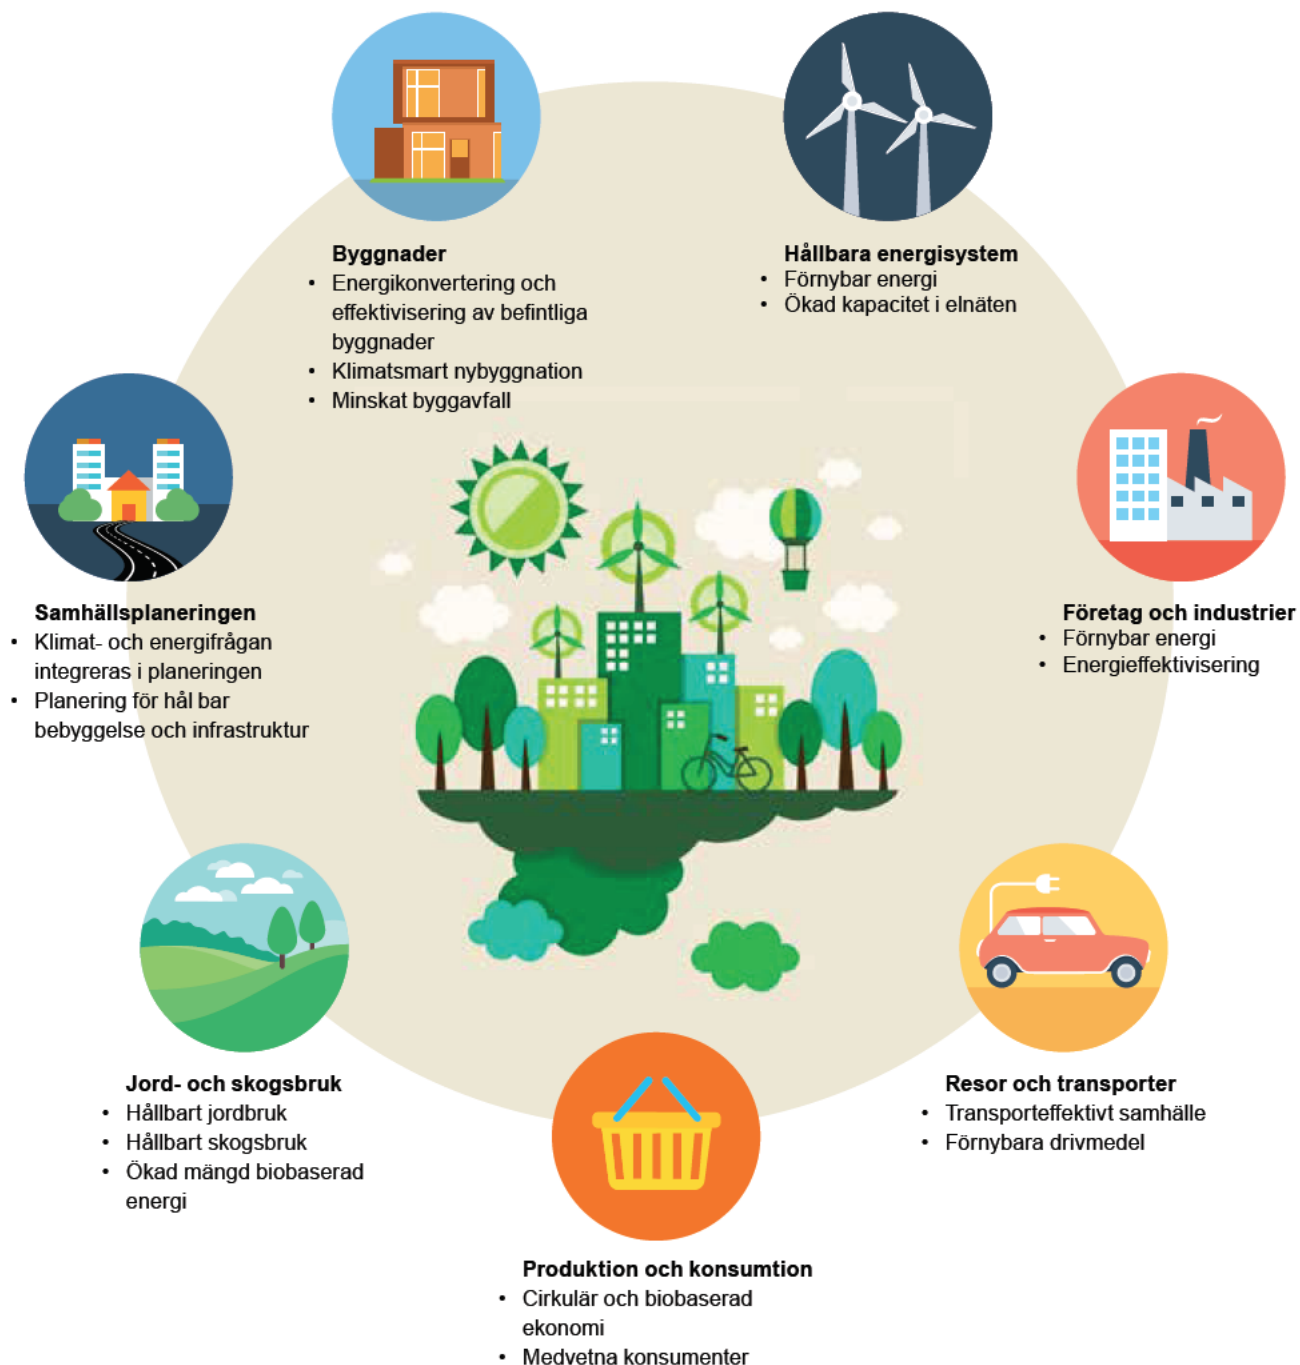 Byggnader
• Energikonvertering och
effektivisering av befintliga
byggnader
• Klimatsmart nybyggnation
• Minskat byggavfall
Hållbara energisystem
• Förnybar energi
• Ökad kapacitet i elnäten
Samhällsplaneringen
• Klimat- och energifrågan
integreras i planeringen
• Planering för hål bar
bebyggelse och infrastruktur
Företag och industrier
• Förnybar energi
• Energieffektivisering
Jord- och skogsbruk
• Hållbart jordbruk
• Hållbart skogsbruk
• Ökad mängd biobaserad
energi
Resor och transporter
• Transporteffektivt samhälle
• Förnybara drivmedel
Produktion och konsumtion
• Cirkulär och biobaserad
ekonomi
• Medvetna konsumenter